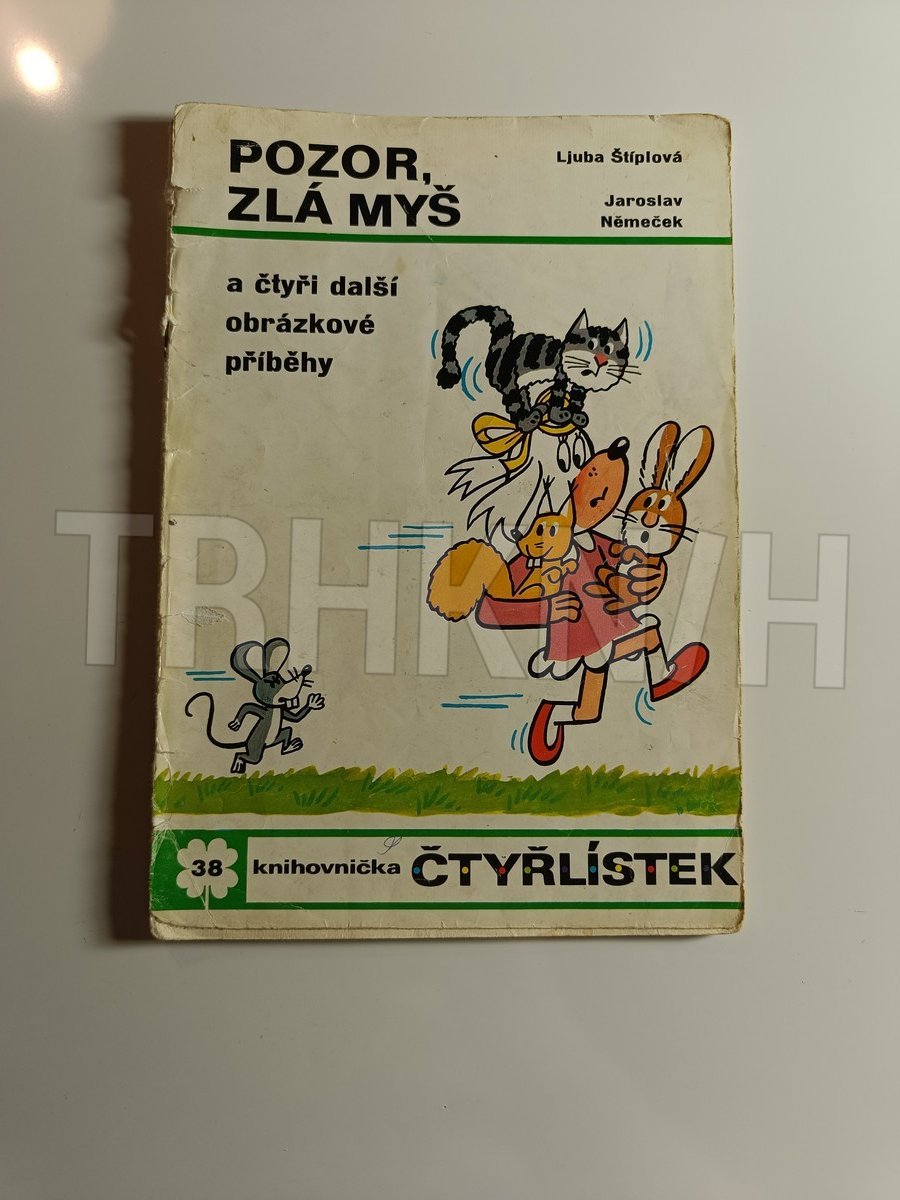 POZOR,
ZLÁ MYŠ
Ljuba Štíplová
Jaroslav
Němeček
a čtyři další
obrázkové
příběhy
TRHKNIH
38
knihovnička ČTYŘLÍSTEK